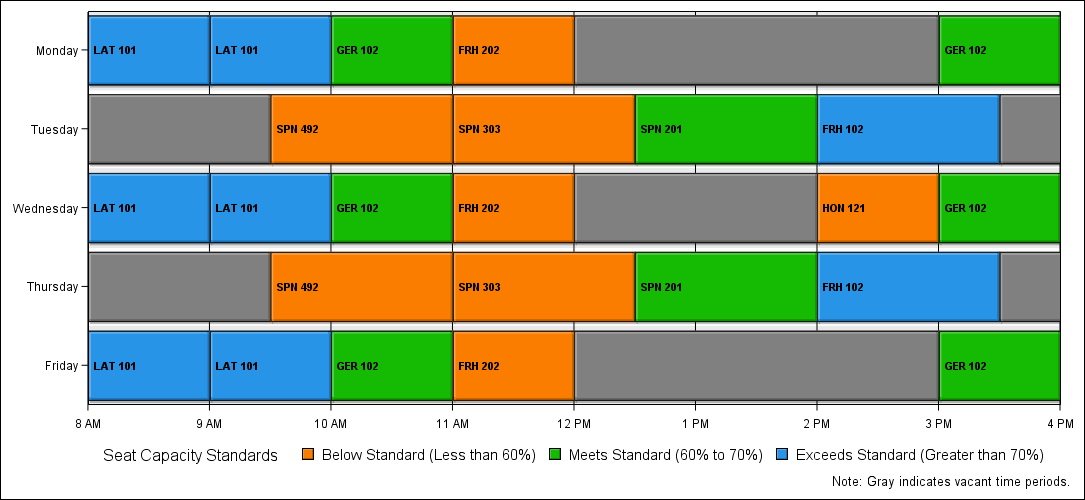 Monday LAT 101 LAT 101 GER 102 FRH 202 GER 102
Tuesday SPN 492 SPN 303 SPN 201 FRH 102
Wednesday LAT 101 LAT 101 GER 102 FRH 202 HON 121 GER 102
Thursday SPN 492 SPN 303 SPN 201 FRH 102
Friday LAT 101 LAT 101 GER 102 FRH 202 GER 102
8 AM 9 AM 10 AM 11 AM 12 PM 1 PM 2 PM 3 PM 4 PM
Seat Capacity Standards Below Standard (Less than 60%) Meets Standard (60% to 70%) Exceeds Standard (Greater than 70%)
Note: Gray indicates vacant time periods.